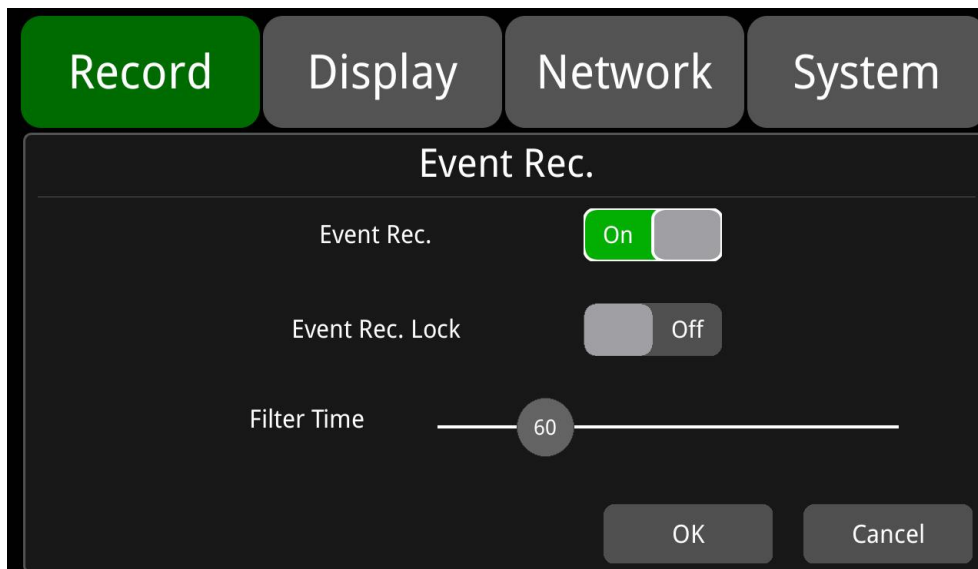 Record Display Network System
Event Rec.
Event Rec. On
Event Rec. Lock Off
Filter Time 60
OK Cancel